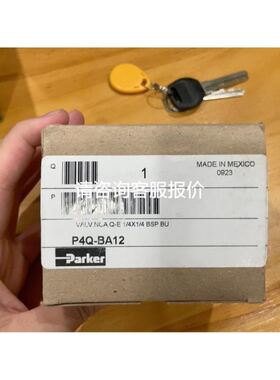 Q
1
MADE IN MEXICO
0923
请咨询客服报价
P
VALV NCA Q-E 1/4X1/4 BSP BU
P4Q-BA12
Parker